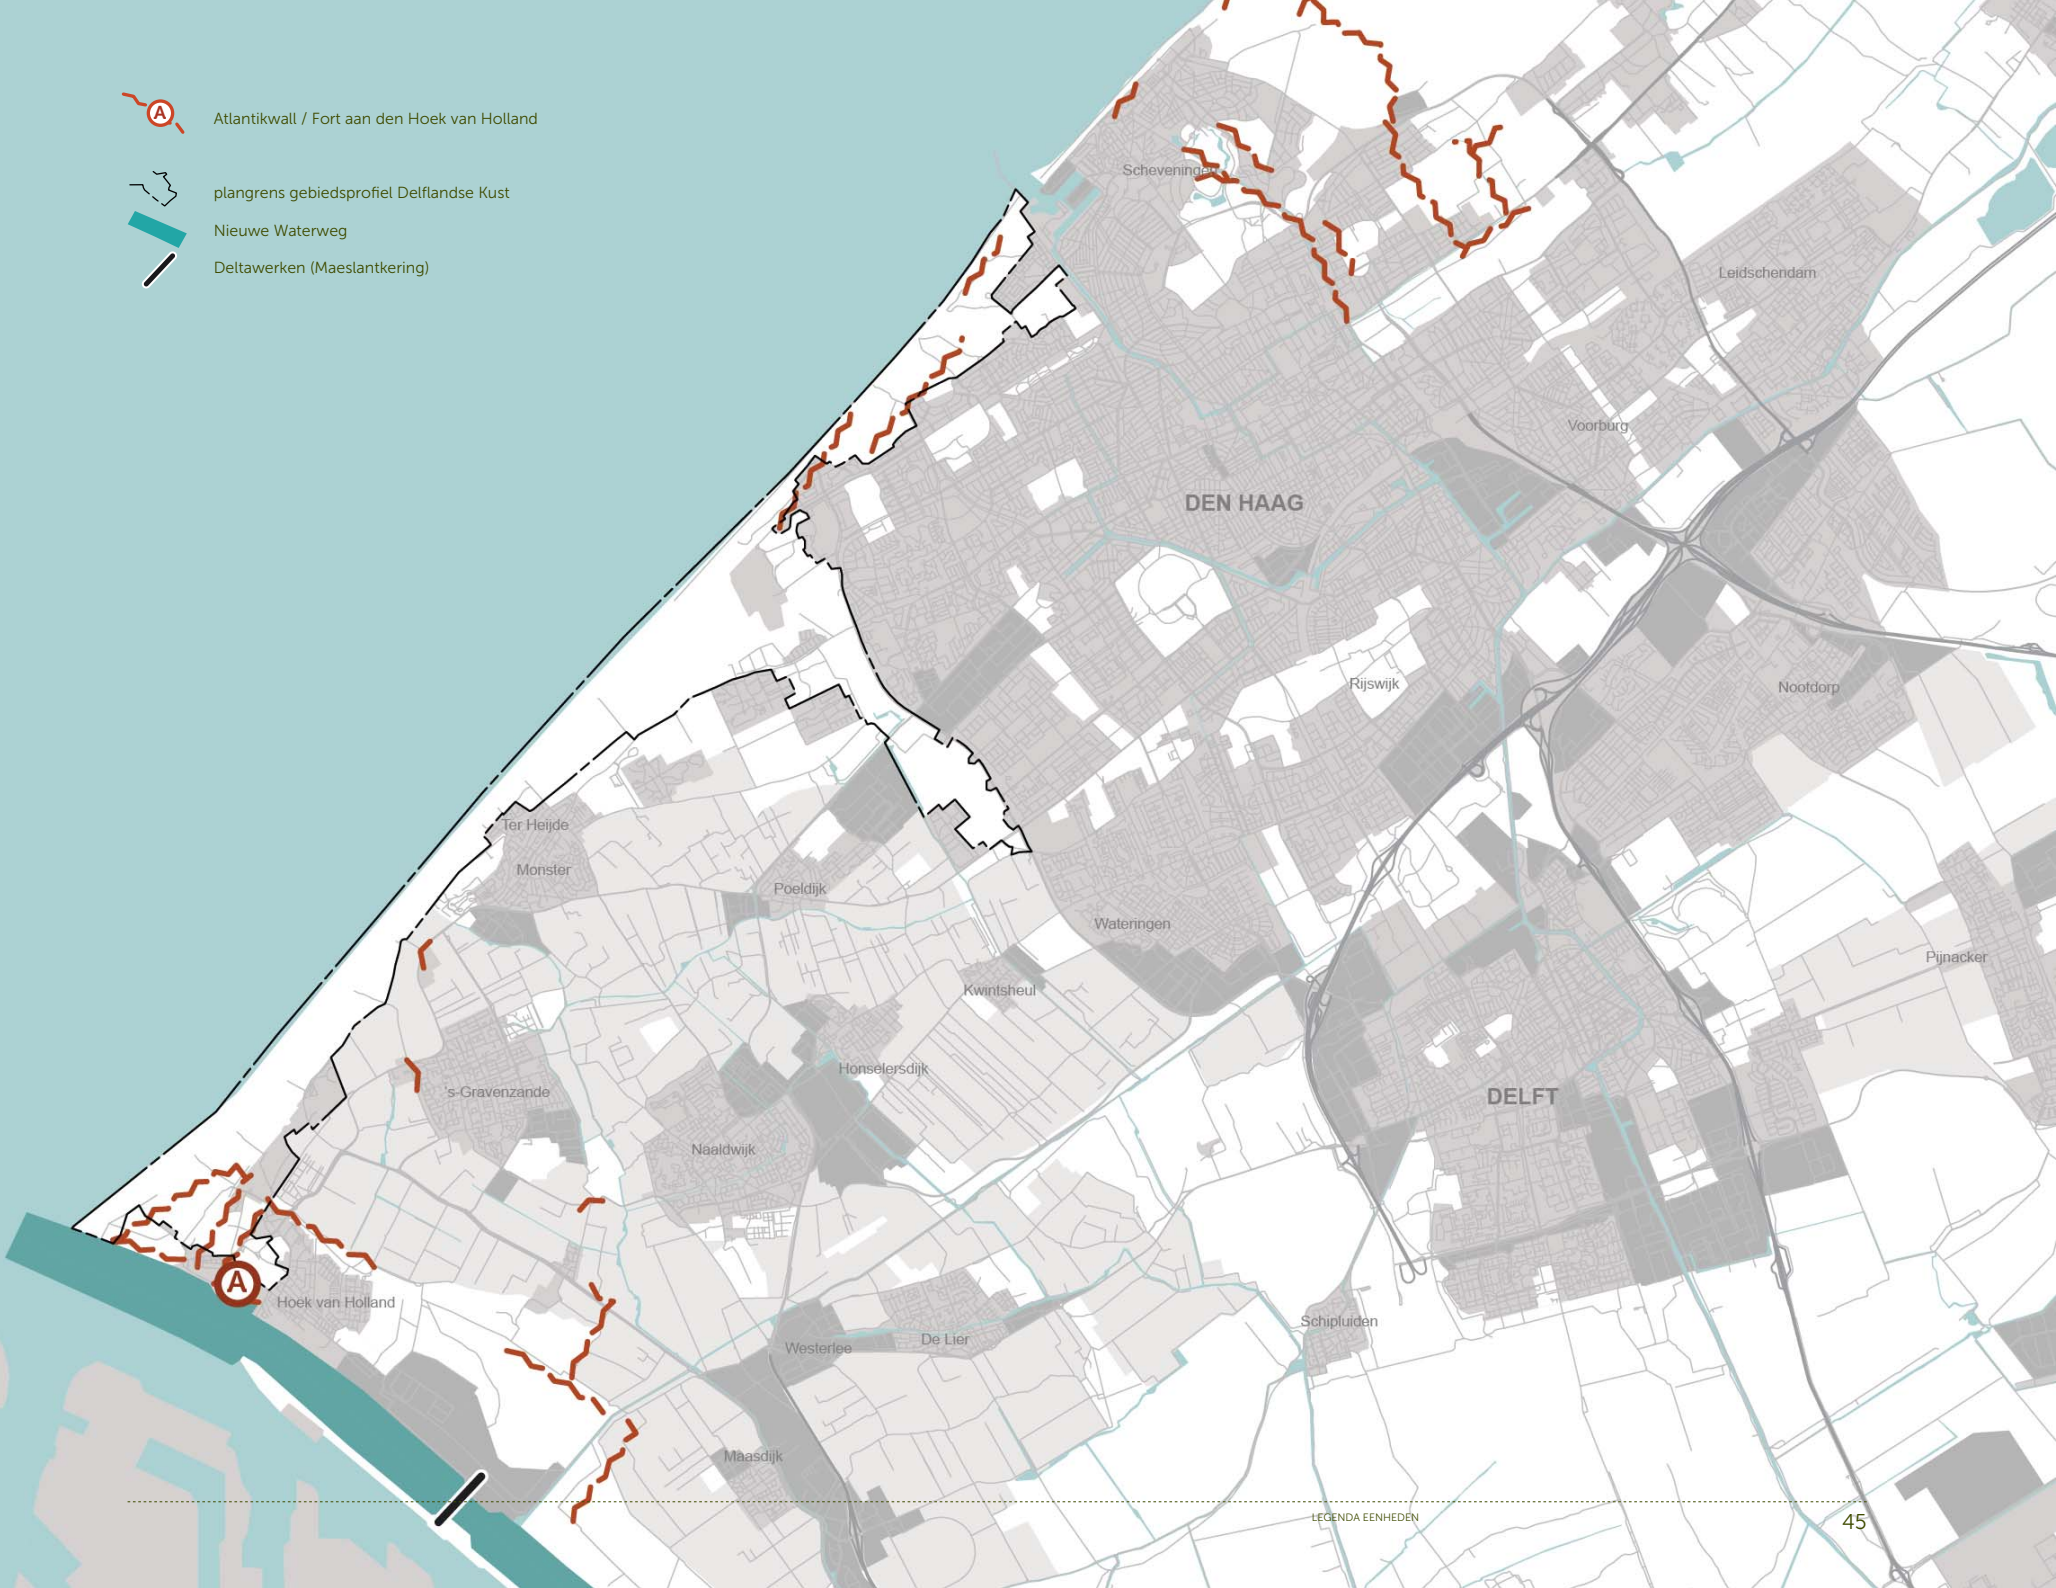 A
Atlantikwall / Fort aan den Hoek van Holland
plangrens gebiedsprofiel Delflandse Kust
Nieuwe Waterweg
Deltawerken (Maeslantkering)
Scheveningen
Leidschendam
Voorburg
DEN HAAG
Rijswijk
Nootdorp
Ter Heijde
Monster
Poeldijk
Wateringen
Pijnacker
Kwintsheul
Honselersdijk
's-Gravenzande
DELFT
Naaldwijk
A
Hoek van Holland
Schipluiden
De Lier
Westerlee
Maasdijk
LEGENDA EENHEDEN
45